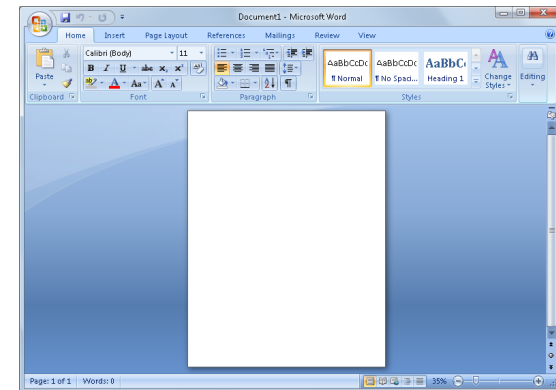 Document1 - Microsoft Word
Home Insert Page Layout References Mailings Review View
Calibri (Body) 11
Paste
B I U abc x, x²
Aa A A
AaBbCcDc AaBbCcDc AaBbC
¶ Normal ¶ No Spaci... Heading 1
Change Styles
Editing
Clipboard Font Paragraph Styles
Page: 1 of 1 Words: 0 35%